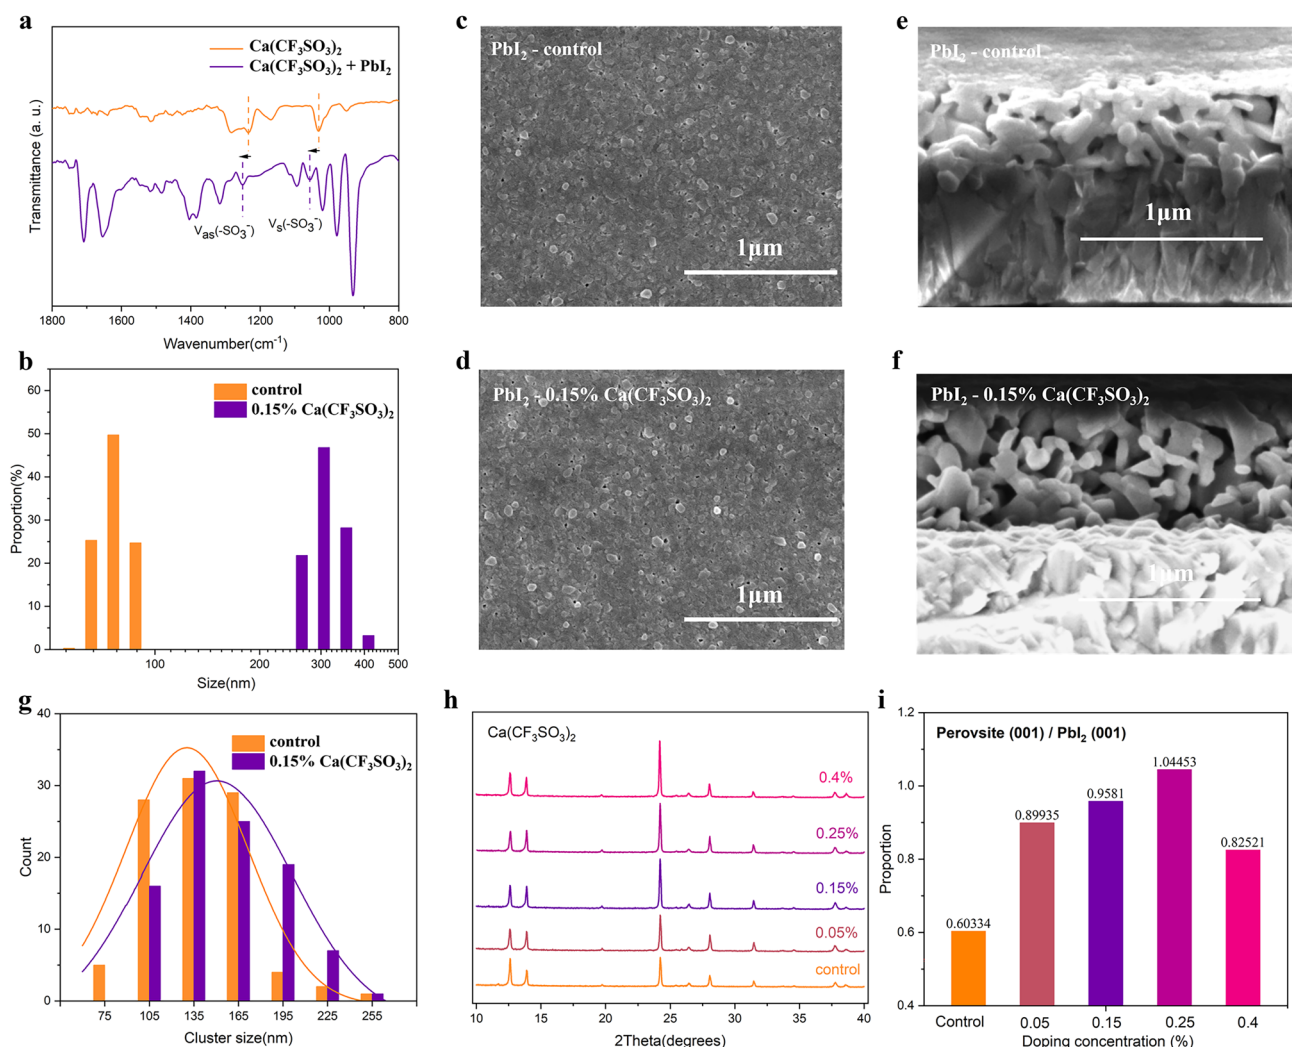 a
Ca(CF₃SO₃)₂
Ca(CF₃SO₃)₂ + PbI₂
Transmittance (a. u.)
Vas(-SO₃⁻)
Vs(-SO₃⁻)
1800 1600 1400 1200 1000 800
Wavenumber(cm⁻¹)
b
control
0.15% Ca(CF₃SO₃)₂
Proportion(%)
60
50
40
30
20
10
0
100 200 300 400 500
Size(nm)
c
PbI₂ - control
1μm
d
PbI₂ - 0.15% Ca(CF₃SO₃)₂
1μm
e
PbI₂ - control
1μm
f
PbI₂ - 0.15% Ca(CF₃SO₃)₂
1μm
g
control
0.15% Ca(CF₃SO₃)₂
Count
40
30
20
10
0
75 105 135 165 195 225 255
Cluster size(nm)
h
Ca(CF₃SO₃)₂
0.4%
0.25%
0.15%
0.05%
control
10 15 20 25 30 35 40
2Theta(degrees)
i
Perovsite (001) / PbI₂ (001)
Proportion
1.2
1.0
0.8
0.6
0.4
0.60334
0.89935
0.9581
1.04453
0.82521
Control 0.05 0.15 0.25 0.4
Doping concentration (%)